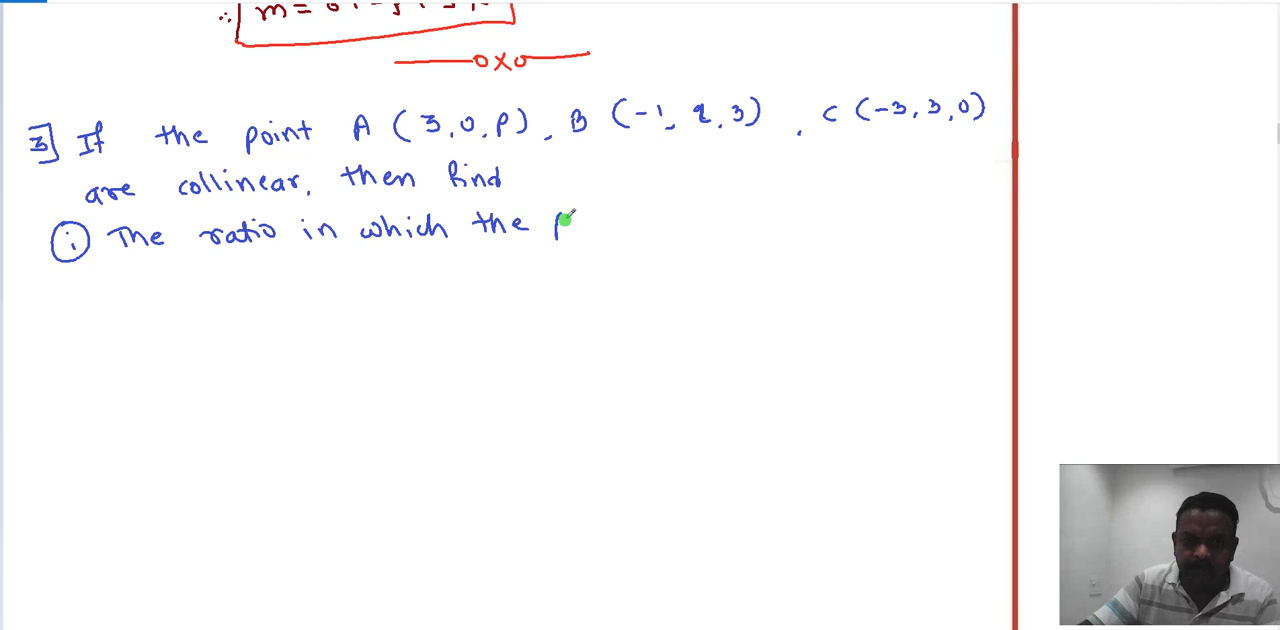 ∴ m =
0x0
3] If the point A (3, 0, p), B (-1, q, 3), C (-3, 3, 0)
are collinear, then find
(i) The ratio in which the p